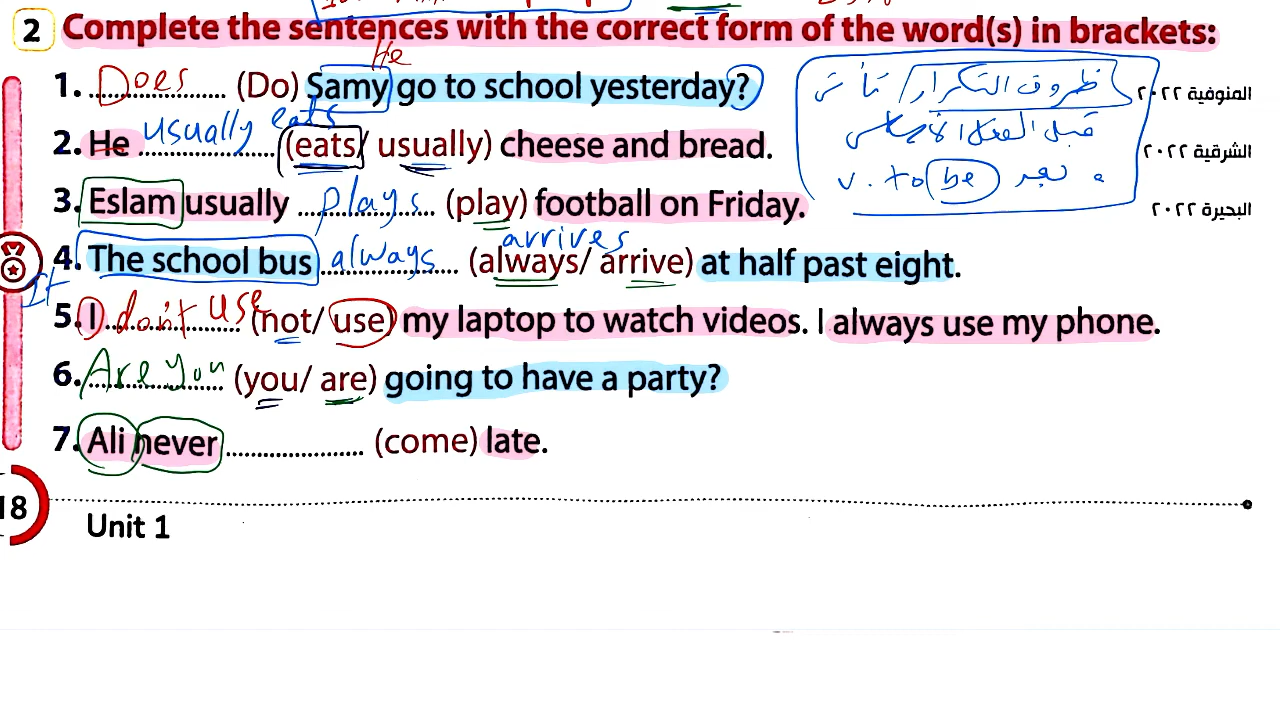 2 Complete the sentences with the correct form of the word(s) in brackets:
He
1. Does (Do) Samy go to school yesterday? المنوفية ٢٠٢٢
ظروف التكرار / تأتى
2. He usually eats (eats/ usually) cheese and bread. الشرقية ٢٠٢٢
قبل الفعل الأساسى
3. Eslam usually plays (play) football on Friday. البحيرة ٢٠٢٢
و بعد v. to be
4. The school bus always arrives (always/ arrive) at half past eight.
It
5. I don't use (not/ use) my laptop to watch videos. I always use my phone.
6. Are you (you/ are) going to have a party?
7. Ali never .................... (come) late.
18
Unit 1